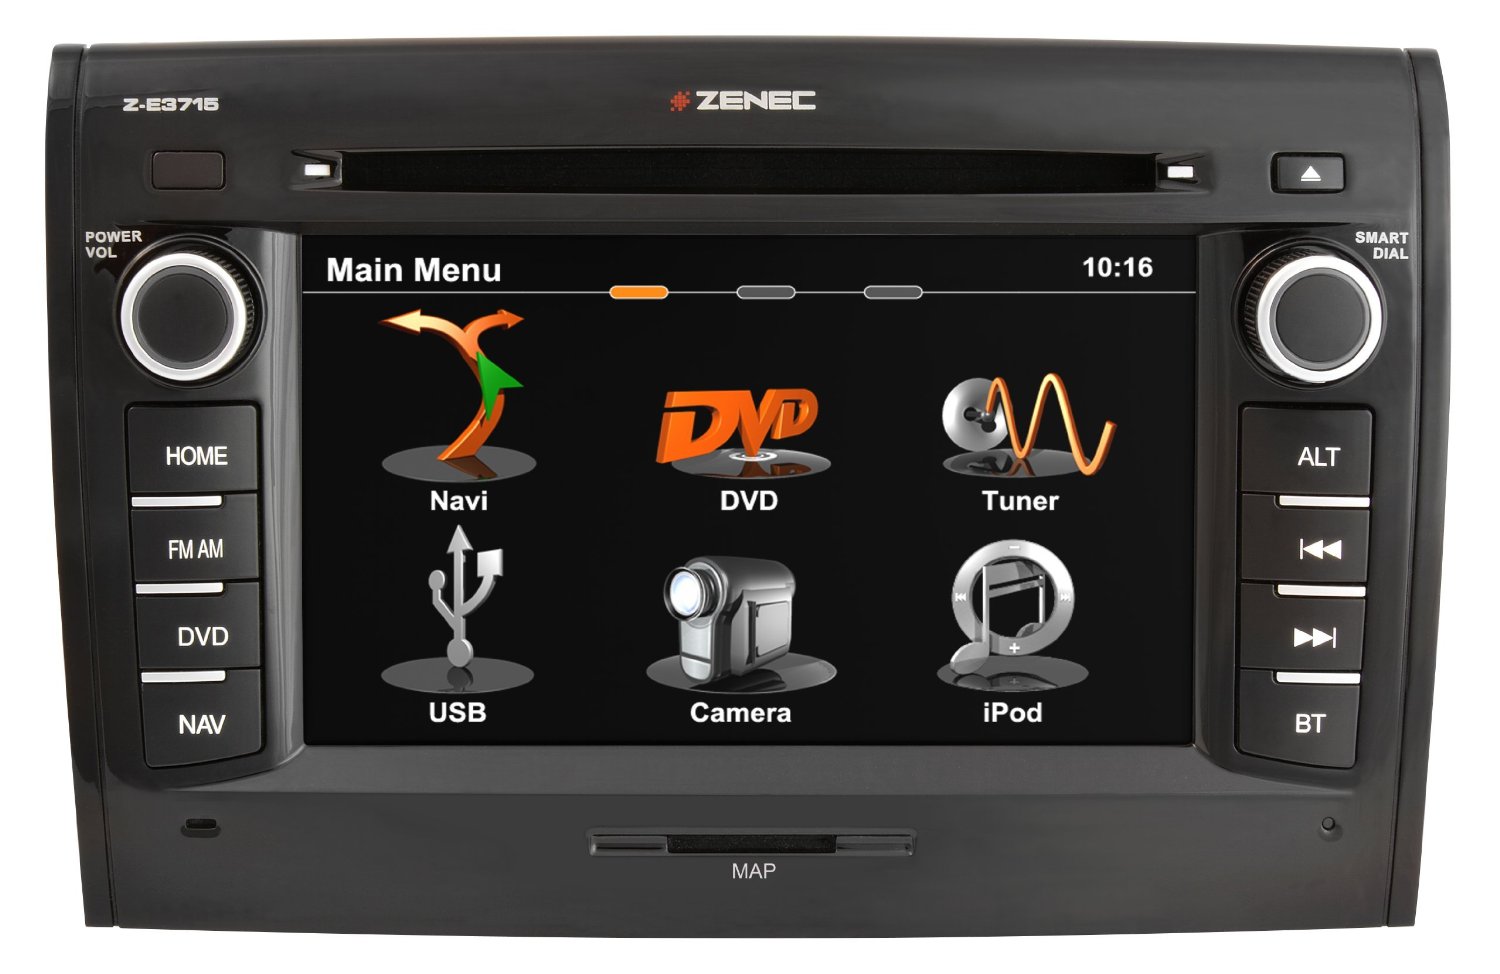 Z-E3715
ZENEC
POWER
VOL
SMART
DIAL
Main Menu
10:16
HOME
FM AM
DVD
NAV
Navi
DVD
Tuner
USB
Camera
iPod
ALT
BT
MAP